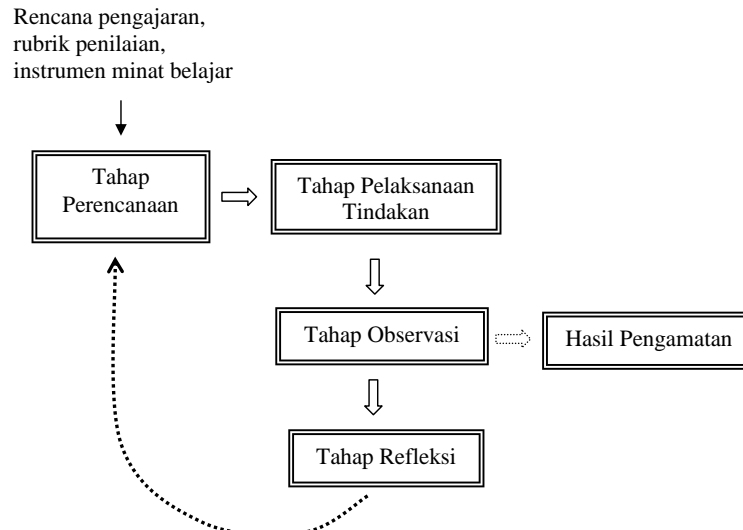 Rencana pengajaran,
rubrik penilaian,
instrumen minat belajar
Tahap
Perencanaan
Tahap Pelaksanaan
Tindakan
Tahap Observasi
Hasil Pengamatan
Tahap Refleksi